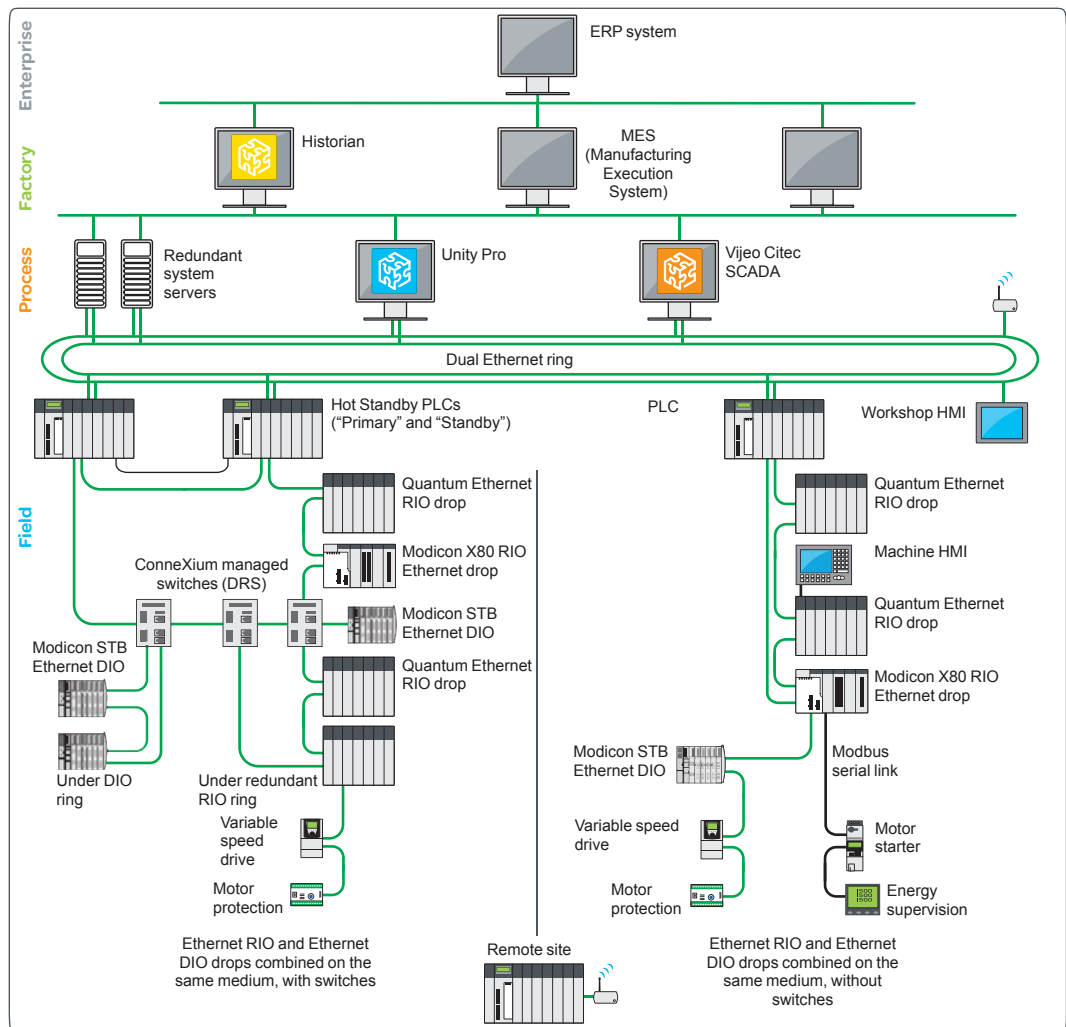 Enterprise
ERP system
Factory
Historian
MES
(Manufacturing
Execution
System)
Process
Redundant
system
servers
Unity Pro
Vijeo Citec
SCADA
Dual Ethernet ring
Hot Standby PLCs
(“Primary” and “Standby”)
PLC
Workshop HMI
Field
Quantum Ethernet
RIO drop
Modicon X80 RIO
Ethernet drop
ConneXium managed
switches (DRS)
Modicon STB
Ethernet DIO
Modicon STB
Ethernet DIO
Quantum Ethernet
RIO drop
Under DIO
ring
Under redundant
RIO ring
Variable
speed
drive
Motor
protection
Ethernet RIO and Ethernet
DIO drops combined on the
same medium, with switches
Quantum Ethernet
RIO drop
Machine HMI
Quantum Ethernet
RIO drop
Modicon X80 RIO
Ethernet drop
Modicon STB
Ethernet DIO
Modbus
serial link
Variable speed
drive
Motor
starter
Motor
protection
1500
1500
1500
Energy
supervision
Remote site
Ethernet RIO and Ethernet
DIO drops combined on the
same medium, without
switches